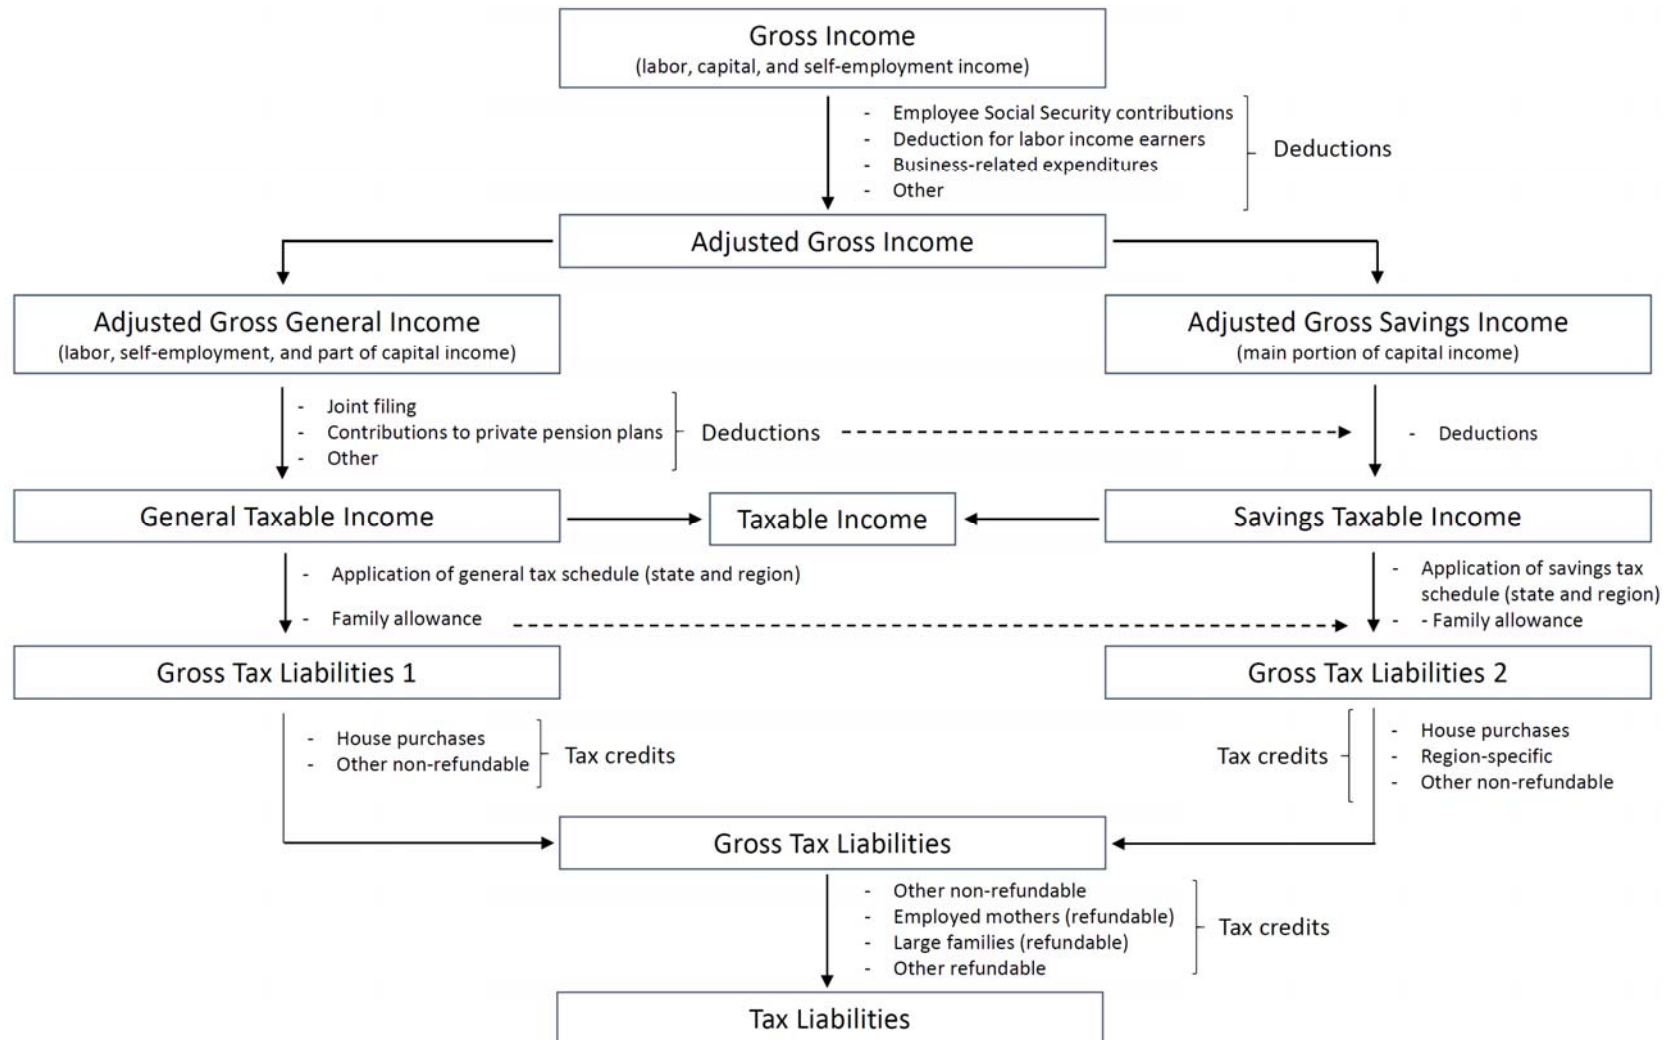 Gross Income
(labor, capital, and self-employment income)
- Employee Social Security contributions
- Deduction for labor income earners
- Business-related expenditures
- Other
Deductions
Adjusted Gross Income
Adjusted Gross General Income
(labor, self-employment, and part of capital income)
Adjusted Gross Savings Income
(main portion of capital income)
- Joint filing
- Contributions to private pension plans
- Other
Deductions
- Deductions
General Taxable Income
Taxable Income
Savings Taxable Income
- Application of general tax schedule (state and region)
- Family allowance
- Application of savings tax
schedule (state and region)
- - Family allowance
Gross Tax Liabilities 1
Gross Tax Liabilities 2
- House purchases
- Other non-refundable
Tax credits
Tax credits
- House purchases
- Region-specific
- Other non-refundable
Gross Tax Liabilities
- Other non-refundable
- Employed mothers (refundable)
- Large families (refundable)
- Other refundable
Tax credits
Tax Liabilities